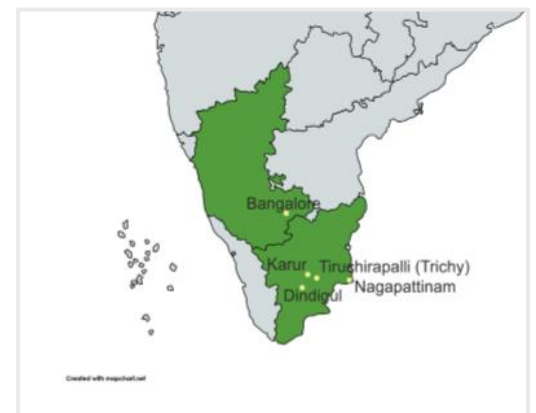 Bangalore
Karur
Tiruchirapalli (Trichy)
Dindigul
Nagapattinam
Created with mapchart.net